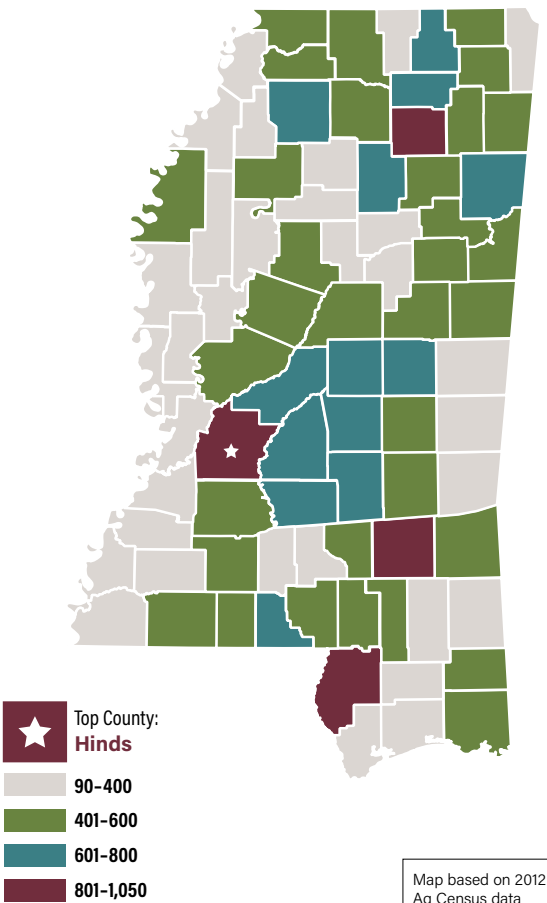 Top County:
Hinds
90–400
401–600
601–800
801–1,050
Map based on 2012
Ag Census data